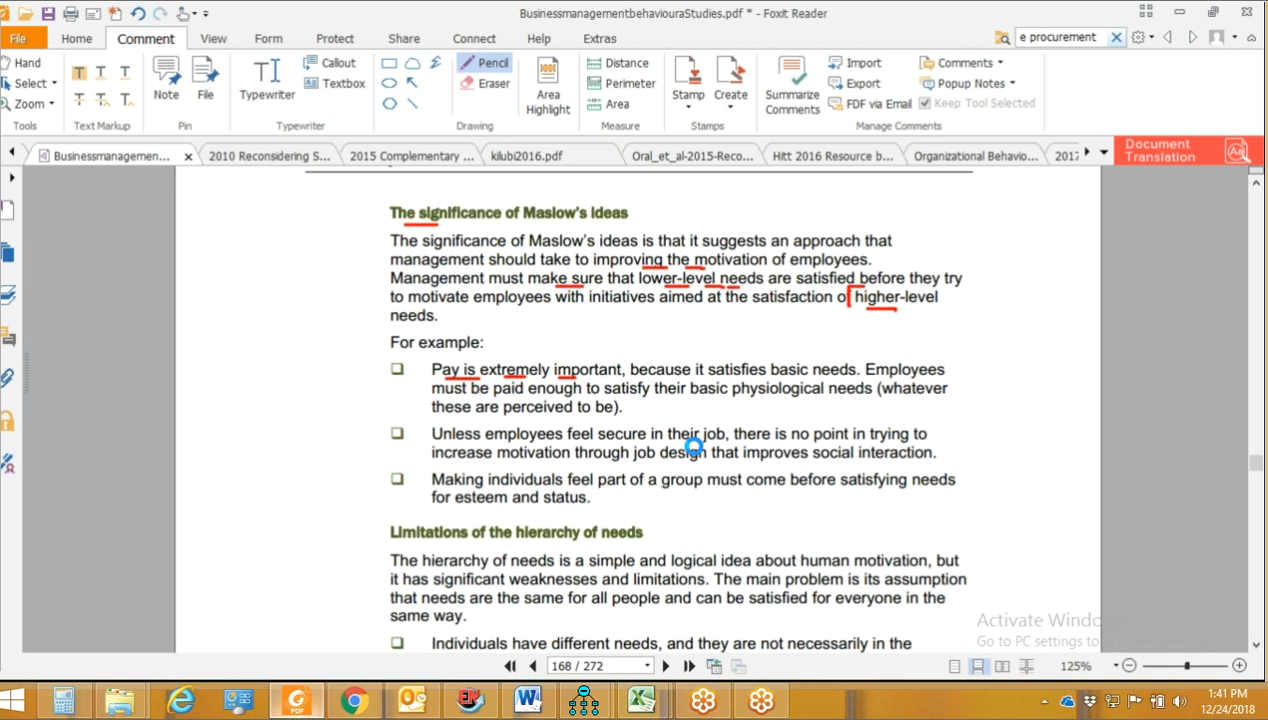 BusinessmanagementbehaviouraStudies.pdf * - Foxit Reader
File Home Comment View Form Protect Share Connect Help Extras e procurement
Hand
Select
Zoom
Tools
Text Markup
Note
File
Pin
Typewriter
Callout
Textbox
Typewriter
Pencil
Eraser
Area Highlight
Drawing
Distance
Perimeter
Area
Measure
Stamp
Create
Stamps
Summarize Comments
Import
Export
FDF via Email
Comments
Popup Notes
Keep Tool Selected
Manage Comments
Businessmanagemen... 2010 Reconsidering S... 2015 Complementary ... kilubi2016.pdf Oral_et_al-2015-Reco... Hitt 2016 Resource b... Organizational Behavio... 2017
Document Translation
The significance of Maslow's ideas
The significance of Maslow's ideas is that it suggests an approach that
management should take to improving the motivation of employees.
Management must make sure that lower-level needs are satisfied before they try
to motivate employees with initiatives aimed at the satisfaction of higher-level
needs.
For example:
Pay is extremely important, because it satisfies basic needs. Employees
must be paid enough to satisfy their basic physiological needs (whatever
these are perceived to be).
Unless employees feel secure in their job, there is no point in trying to
increase motivation through job design that improves social interaction.
Making individuals feel part of a group must come before satisfying needs
for esteem and status.
Limitations of the hierarchy of needs
The hierarchy of needs is a simple and logical idea about human motivation, but
it has significant weaknesses and limitations. The main problem is its assumption
that needs are the same for all people and can be satisfied for everyone in the
same way.
Individuals have different needs, and they are not necessarily in the
Activate Windo
Go to PC settings to
168 / 272
125%
1:41 PM
12/24/2018